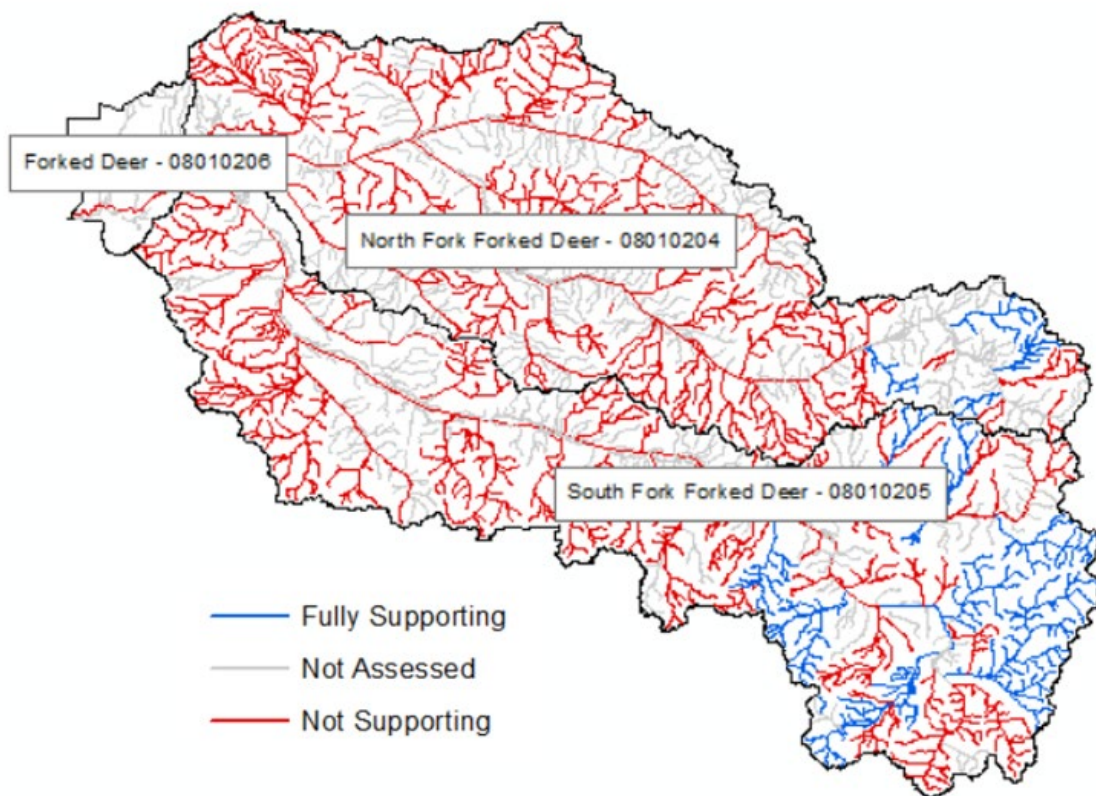 Forked Deer - 08010206
North Fork Forked Deer - 08010204
South Fork Forked Deer - 08010205
Fully Supporting
Not Assessed
Not Supporting